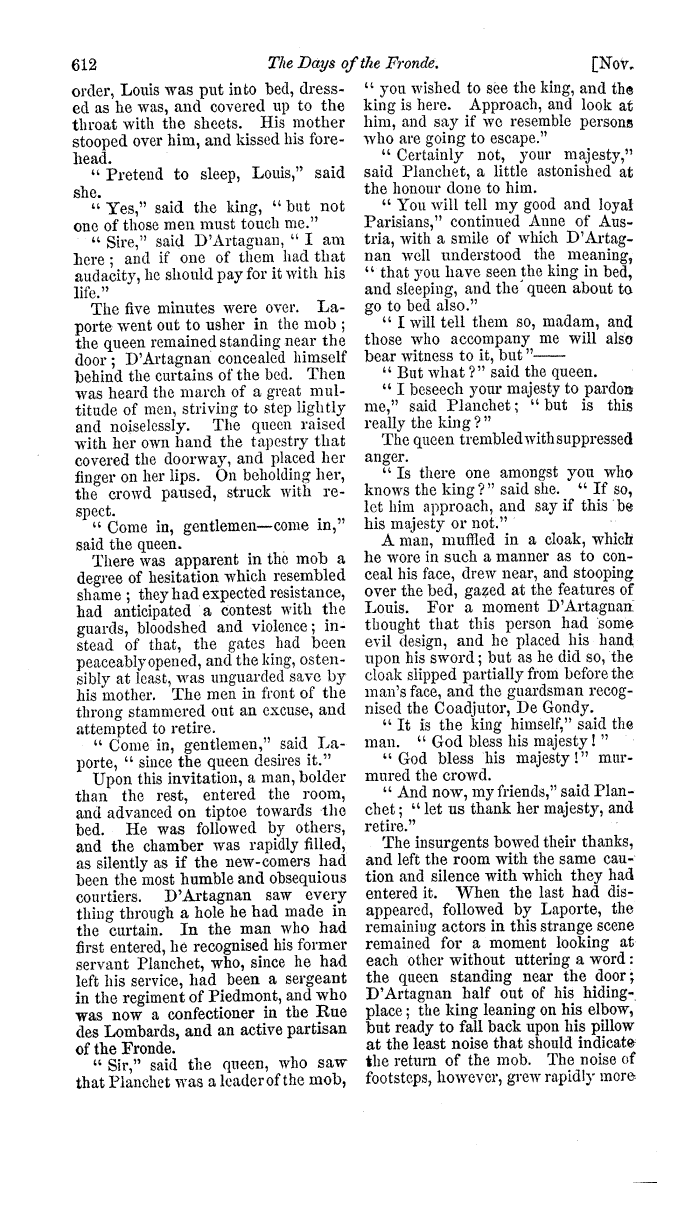 612 The Days of the Fronde. [Nov.
order, Louis was put into bed, dress-
ed as he was, and covered up to the
throat with the sheets. His mother
stooped over him, and kissed his fore-
head.
“ Pretend to sleep, Louis,” said
she.
“ Yes,” said the king, “ but not
one of those men must touch me.”
“ Sire,” said D'Artagnan, “ I am
here ; and if one of them had that
audacity, he should pay for it with his
life.”
The five minutes were over. La-
porte went out to usher in the mob ;
the queen remained standing near the
door ; D'Artagnan concealed himself
behind the curtains of the bed. Then
was heard the march of a great mul-
titude of men, striving to step lightly
and noiselessly. The queen raised
with her own hand the tapestry that
covered the doorway, and placed her
finger on her lips. On beholding her,
the crowd paused, struck with re-
spect.
“ Come in, gentlemen—come in,”
said the queen.
There was apparent in the mob a
degree of hesitation which resembled
shame ; they had expected resistance,
had anticipated a contest with the
guards, bloodshed and violence ; in-
stead of that, the gates had been
peaceably opened, and the king, osten-
sibly at least, was unguarded save by
his mother. The men in front of the
throng stammered out an excuse, and
attempted to retire.
“ Come in, gentlemen,” said La-
porte, “ since the queen desires it.”
Upon this invitation, a man, bolder
than the rest, entered the room,
and advanced on tiptoe towards the
bed. He was followed by others,
and the chamber was rapidly filled,
as silently as if the new-comers had
been the most humble and obsequious
courtiers. D'Artagnan saw every
thing through a hole he had made in
the curtain. In the man who had
first entered, he recognised his former
servant Planchet, who, since he had
left his service, had been a sergeant
in the regiment of Piedmont, and who
was now a confectioner in the Rue
des Lombards, and an active partisan
of the Fronde.
“ Sir,” said the queen, who saw
that Planchet was a leader of the mob,
“ you wished to see the king, and the
king is here. Approach, and look at
him, and say if we resemble persons
who are going to escape.”
“ Certainly not, your majesty,”
said Planchet, a little astonished at
the honour done to him.
“ You will tell my good and loyal
Parisians,” continued Anne of Aus-
tria, with a smile of which D'Artag-
nan well understood the meaning,
“ that you have seen the king in bed,
and sleeping, and the queen about to
go to bed also.”
“ I will tell them so, madam, and
those who accompany me will also
bear witness to it, but ”——
“ But what ?” said the queen.
“ I beseech your majesty to pardon
me,” said Planchet ; “ but is this
really the king ?”
The queen trembled with suppressed
anger.
“ Is there one amongst you who
knows the king ?” said she. “ If so,
let him approach, and say if this be
his majesty or not.”
A man, muffled in a cloak, which
he wore in such a manner as to con-
ceal his face, drew near, and stooping
over the bed, gazed at the features of
Louis. For a moment D'Artagnan
thought that this person had some
evil design, and he placed his hand
upon his sword ; but as he did so, the
cloak slipped partially from before the
man's face, and the guardsman recog-
nised the Coadjutor, De Gondy.
“ It is the king himself,” said the
man. “ God bless his majesty ! ”
“ God bless his majesty !” mur-
mured the crowd.
“ And now, my friends,” said Plan-
chet ; “ let us thank her majesty, and
retire.”
The insurgents bowed their thanks,
and left the room with the same cau-
tion and silence with which they had
entered it. When the last had dis-
appeared, followed by Laporte, the
remaining actors in this strange scene
remained for a moment looking at
each other without uttering a word :
the queen standing near the door ;
D'Artagnan half out of his hiding-
place ; the king leaning on his elbow,
but ready to fall back upon his pillow
at the least noise that should indicate
the return of the mob. The noise of
footsteps, however, grew rapidly more